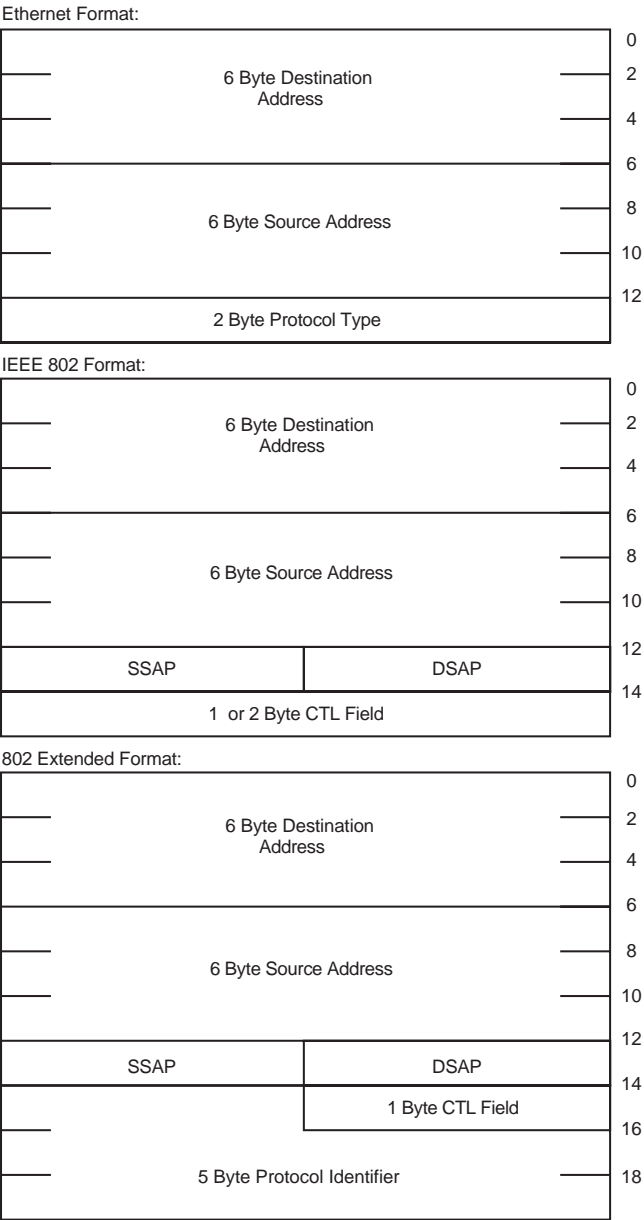 Ethernet Format:
0
6 Byte Destination
Address
2
4
6
8
6 Byte Source Address
10
12
2 Byte Protocol Type
IEEE 802 Format:
0
2
6 Byte Destination
Address
4
6
8
6 Byte Source Address
10
12
SSAP DSAP
14
1 or 2 Byte CTL Field
802 Extended Format:
0
2
6 Byte Destination
Address
4
6
8
6 Byte Source Address
10
12
SSAP DSAP
14
1 Byte CTL Field
16
5 Byte Protocol Identifier 18